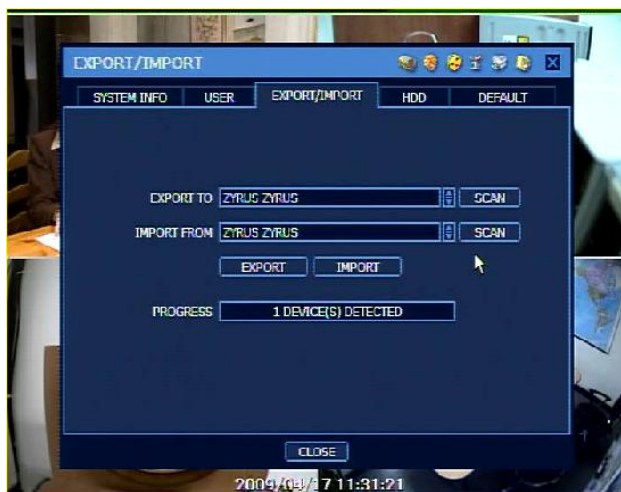 EXPORT/IMPORT
SYSTEM INFO USER EXPORT/IMPORT HDD DEFAULT
EXPORT TO ZYRUS ZYRUS SCAN
IMPORT FROM ZYRUS ZYRUS SCAN
EXPORT IMPORT
PROGRESS 1 DEVICE(S) DETECTED
CLOSE
2009/04/17 11:31:21